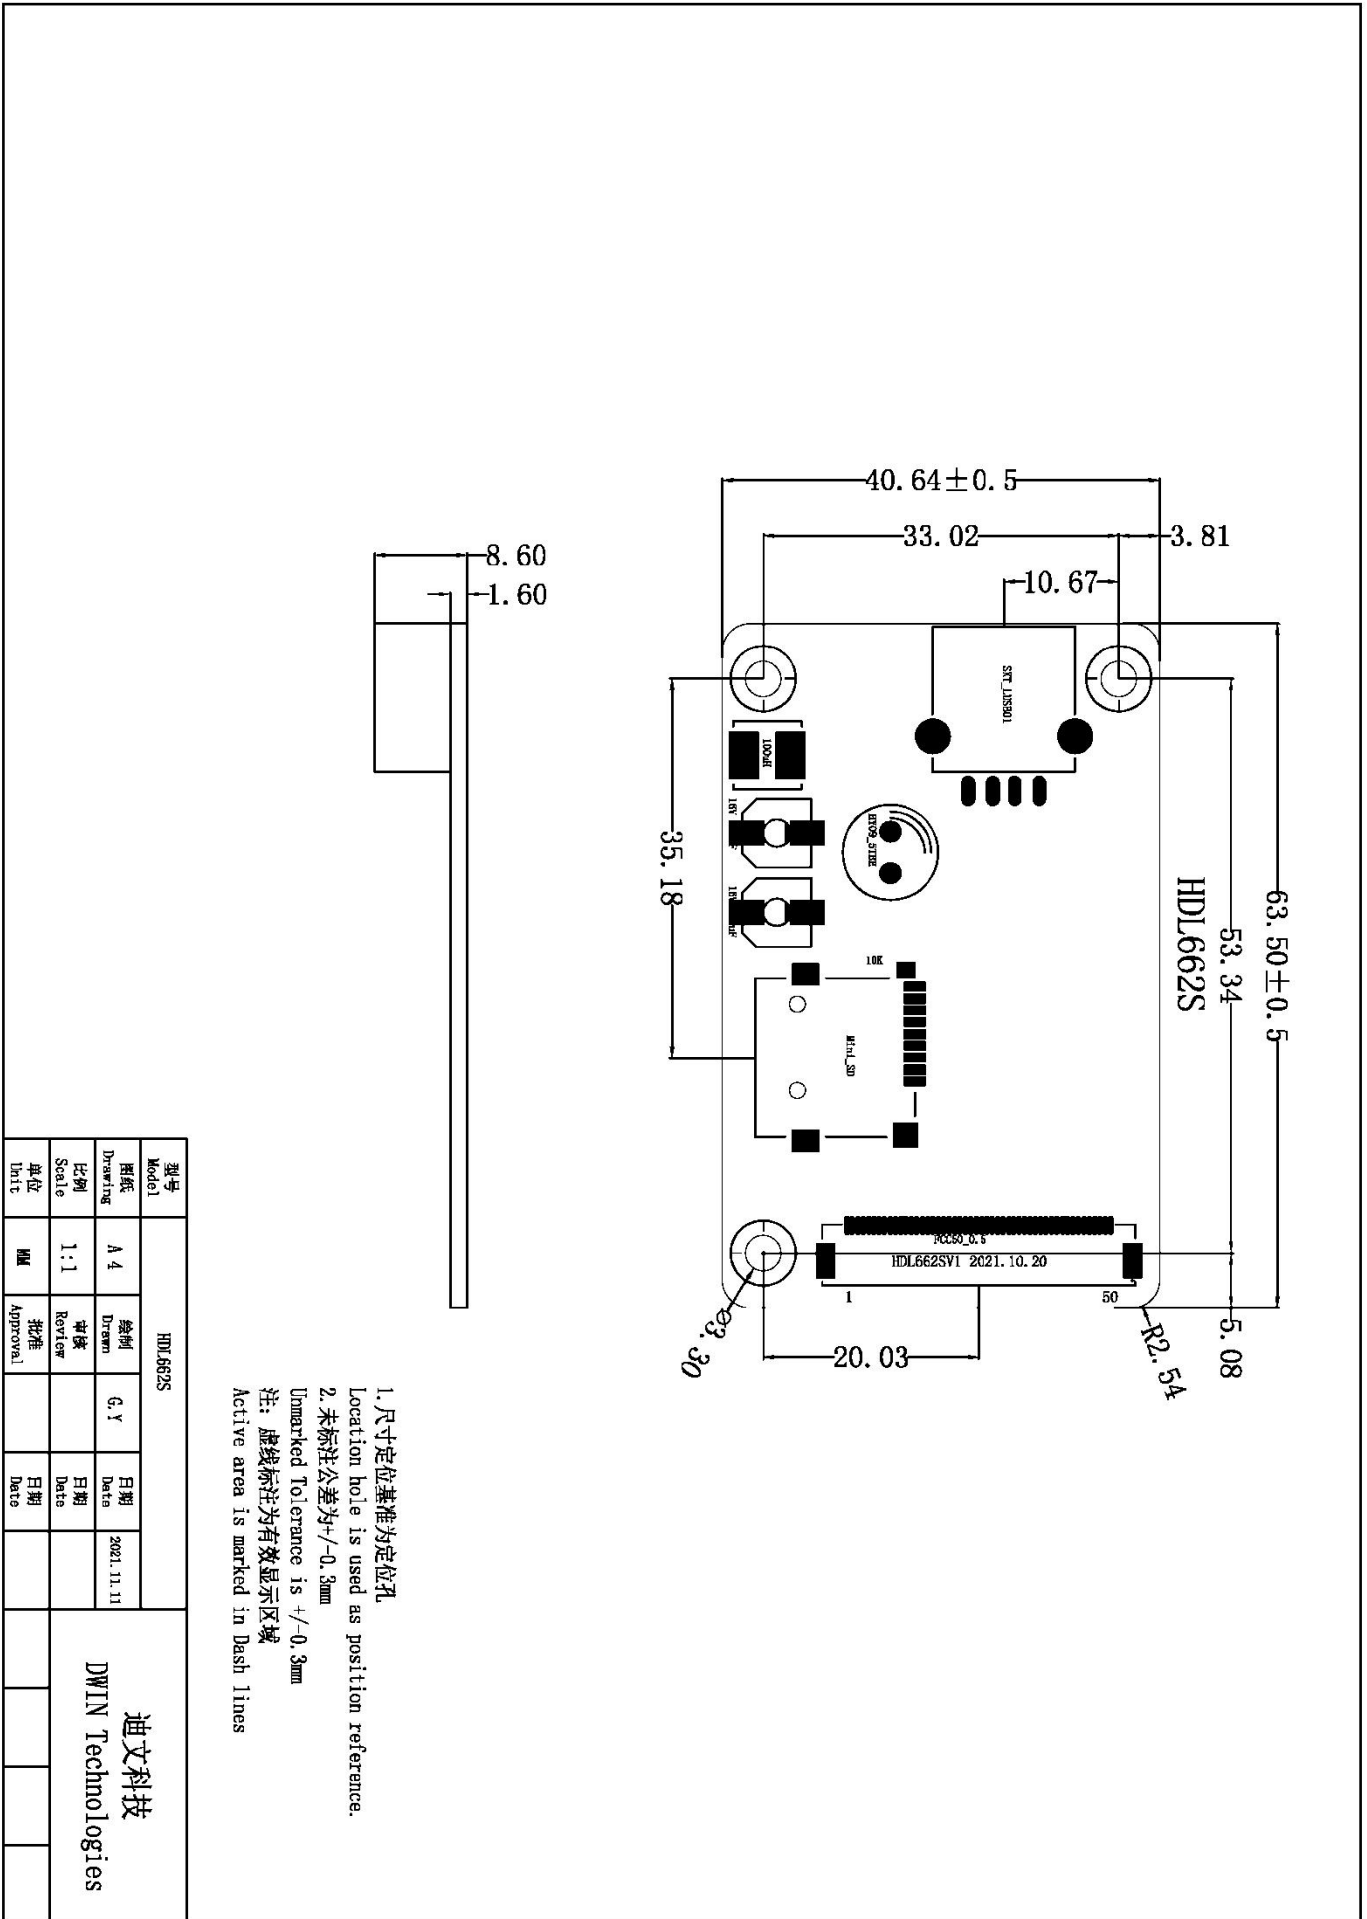 40.64±0.5
33.02
3.81
10.67
8.60
1.60
35.18
63.50±0.5
53.34
5.08
HDL662S
SKT_LUSB01
100uH
16V
10K
Mini_SD
FCC50_0.5
HDL662SV1 2021.10.20
1
50
R2.54
ø3.30
20.03
1.尺寸定位基准为定位孔
Location hole is used as position reference.
2.未标注公差为+/-0.3mm
Unmarked Tolerance is +/-0.3mm
注: 虚线标注为有效显示区域
Active area is marked in Dash lines
型号 HDL662S
Model
图纸 A 4 绘制 G.Y 日期 2021.11.11
Drawing Drawn Date
比例 1:1 审核 日期
Scale Review Date
单位 MM 批准 日期
Unit Approval Date
迪文科技
DWIN Technologies